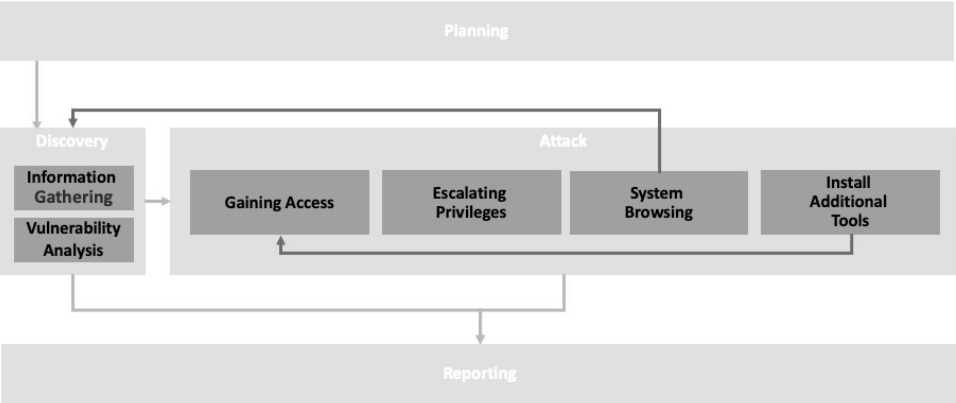 Planning
Discovery
Attack
Information
Gathering
Vulnerability
Analysis
Gaining Access
Escalating
Privileges
System
Browsing
Install
Additional
Tools
Reporting